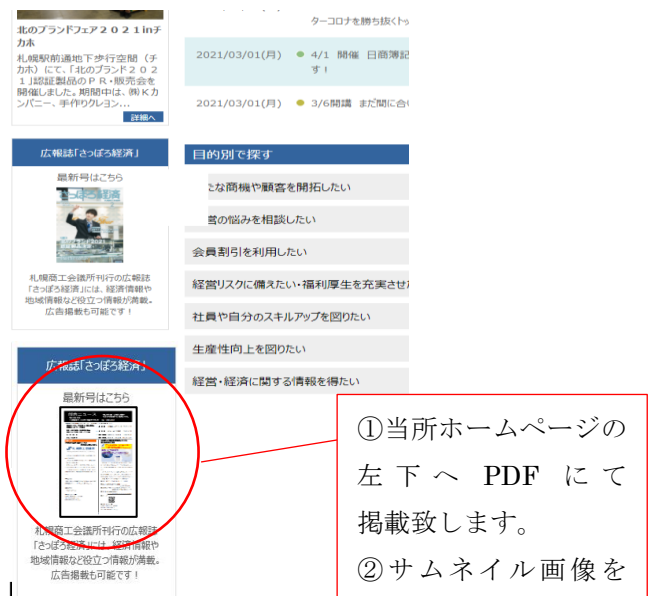 ターコロナを勝ち抜く
北のブランドフェア2021inチ
カホ
札幌駅前通地下歩行空間（チ
カホ）にて、「北のブランド202
1」認証製品のPR・販売会を
開催しました。期間中は、㈱Kカ
ンパニー、手作りクレヨン...
詳細へ
2021/03/01(月) ● 4/1 開催 日商簿記
す！
2021/03/01(月) ● 3/6開講 まだ間に合
広報誌「さっぽろ経済」
最新号はこちら
さっぽろ経済
札幌商工会議所刊行の広報誌
「さっぽろ経済」には、経済情報や
地域情報など役立つ情報が満載。
広告掲載も可能です！
目的別で探す
たな商機や顧客を開拓したい
営の悩みを相談したい
会員割引を利用したい
経営リスクに備えたい・福利厚生を充実させ
社員や自分のスキルアップを図りたい
生産性向上を図りたい
経営・経済に関する情報を得たい
広報誌「さっぽろ経済」
最新号はこちら
札幌商工会議所刊行の広報誌
「さっぽろ経済」には、経済情報や
地域情報など役立つ情報が満載。
広告掲載も可能です！
①当所ホームページの
左下へ PDF にて
掲載致します。
②サムネイル画像を